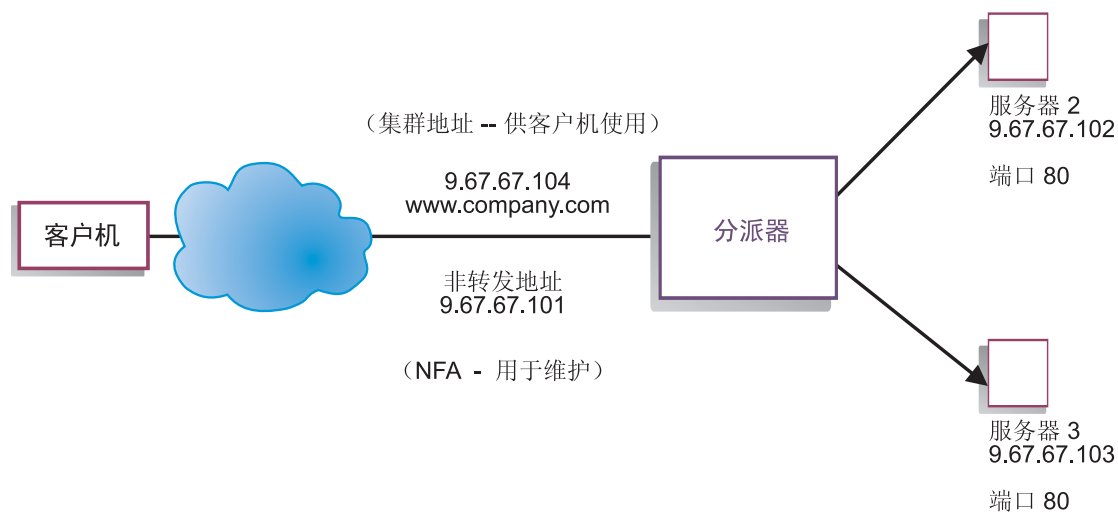 客户机
（集群地址 -- 供客户机使用）
9.67.67.104
www.company.com
非转发地址
9.67.67.101
（NFA - 用于维护）
分派器
服务器 2
9.67.67.102
端口 80
服务器 3
9.67.67.103
端口 80